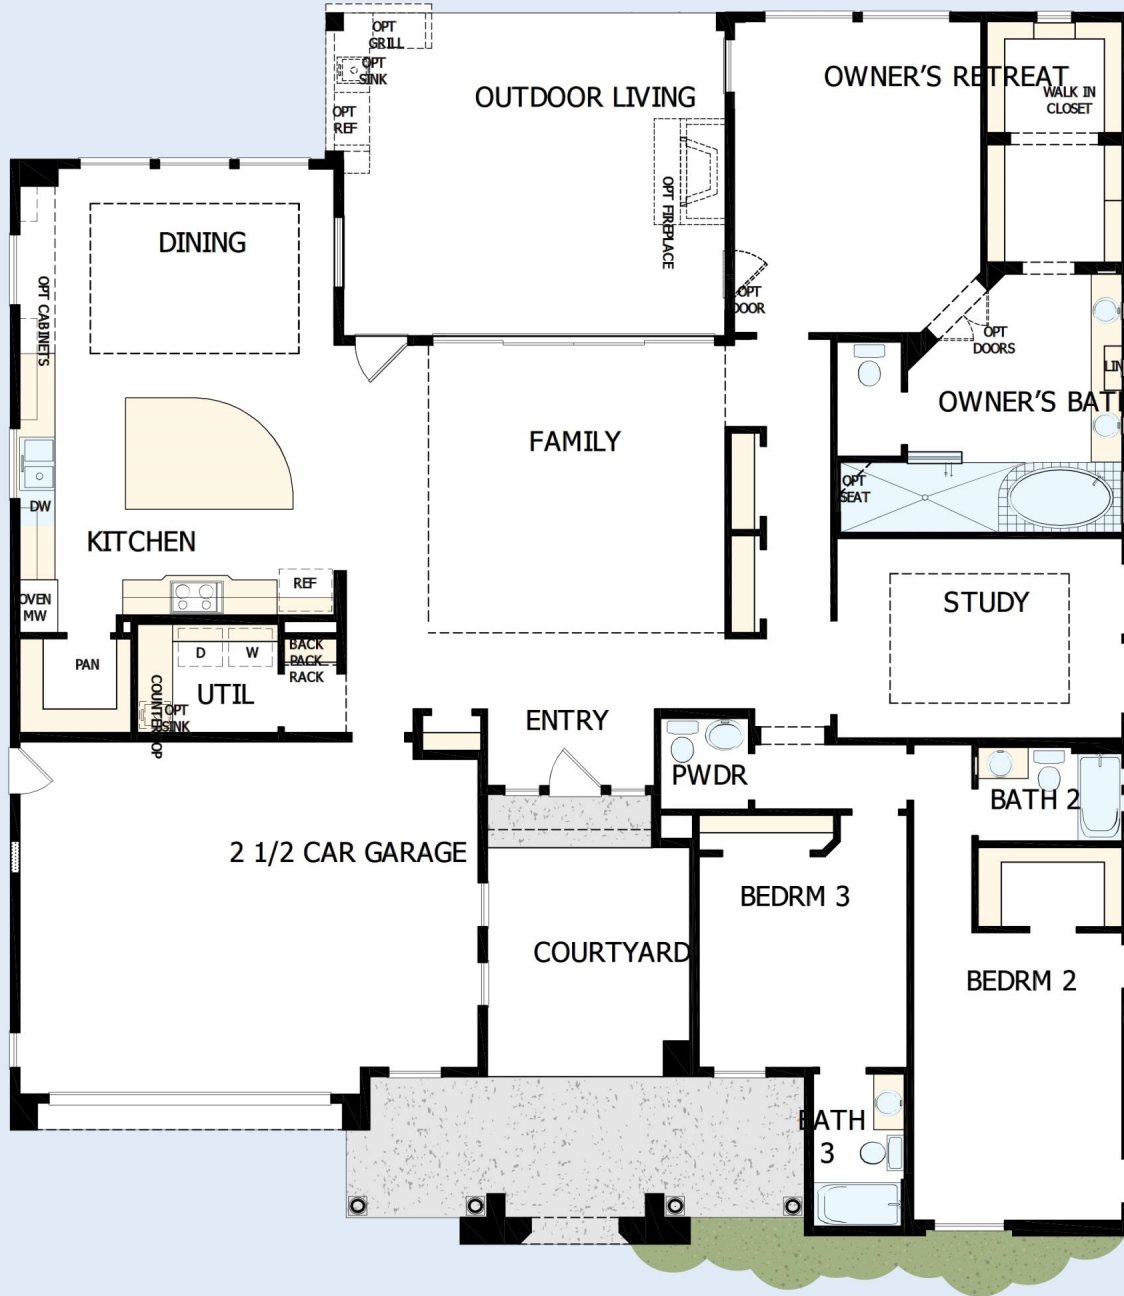 OPT
GRILL
OPT
SINK
OPT
REF
OUTDOOR LIVING
OWNER'S RETREAT
WALK IN
CLOSET
OPT FIREPLACE
DINING
OPT CABINETS
OPT
DOOR
OPT
DOORS
LIN
OWNER'S BATH
FAMILY
OPT
SEAT
DW
KITCHEN
REF
OVEN
MW
STUDY
PAN
D
W
BACK
PACK
RACK
UTIL
COUNTERTOP
OPT
SINK
ENTRY
PWDR
BATH 2
2 1/2 CAR GARAGE
BEDRM 3
COURTYARD
BEDRM 2
BATH
3